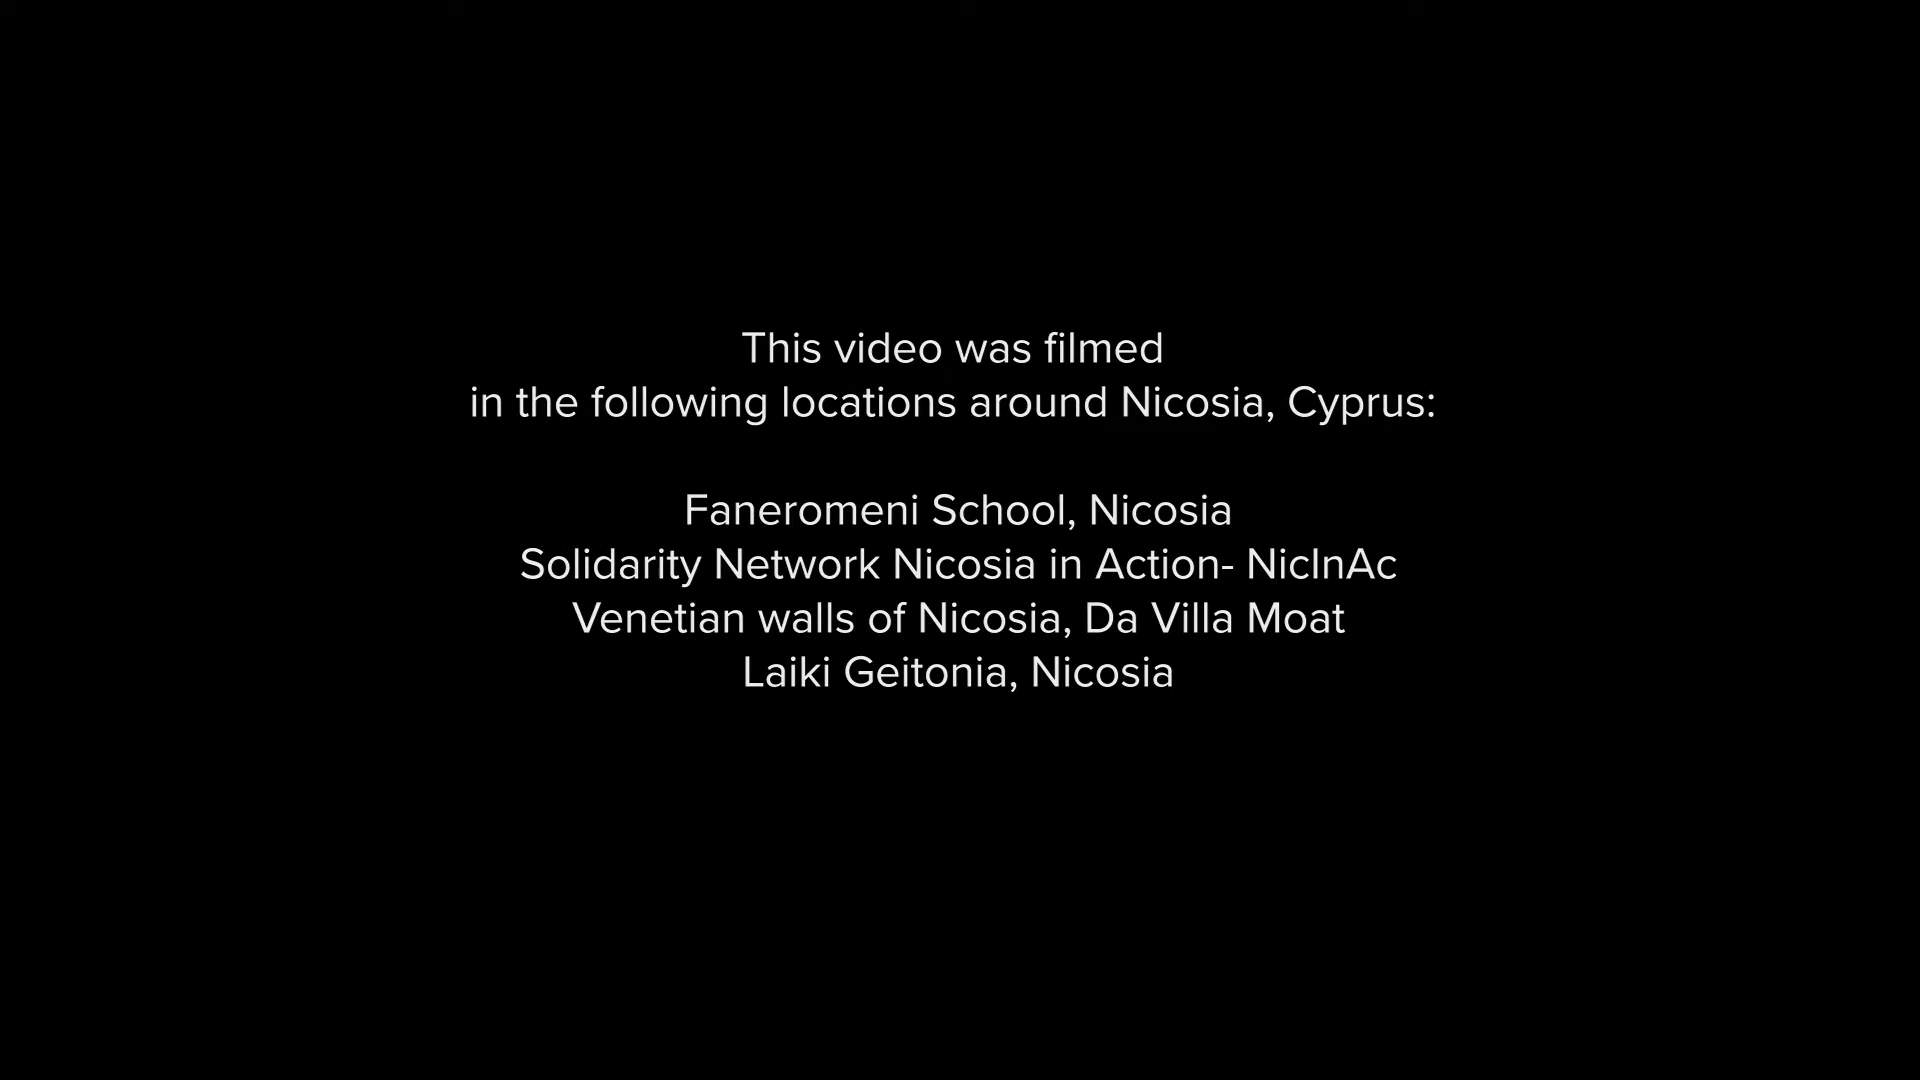 This video was filmed
in the following locations around Nicosia, Cyprus:
Faneromeni School, Nicosia
Solidarity Network Nicosia in Action- NicInAc
Venetian walls of Nicosia, Da Villa Moat
Laiki Geitonia, Nicosia